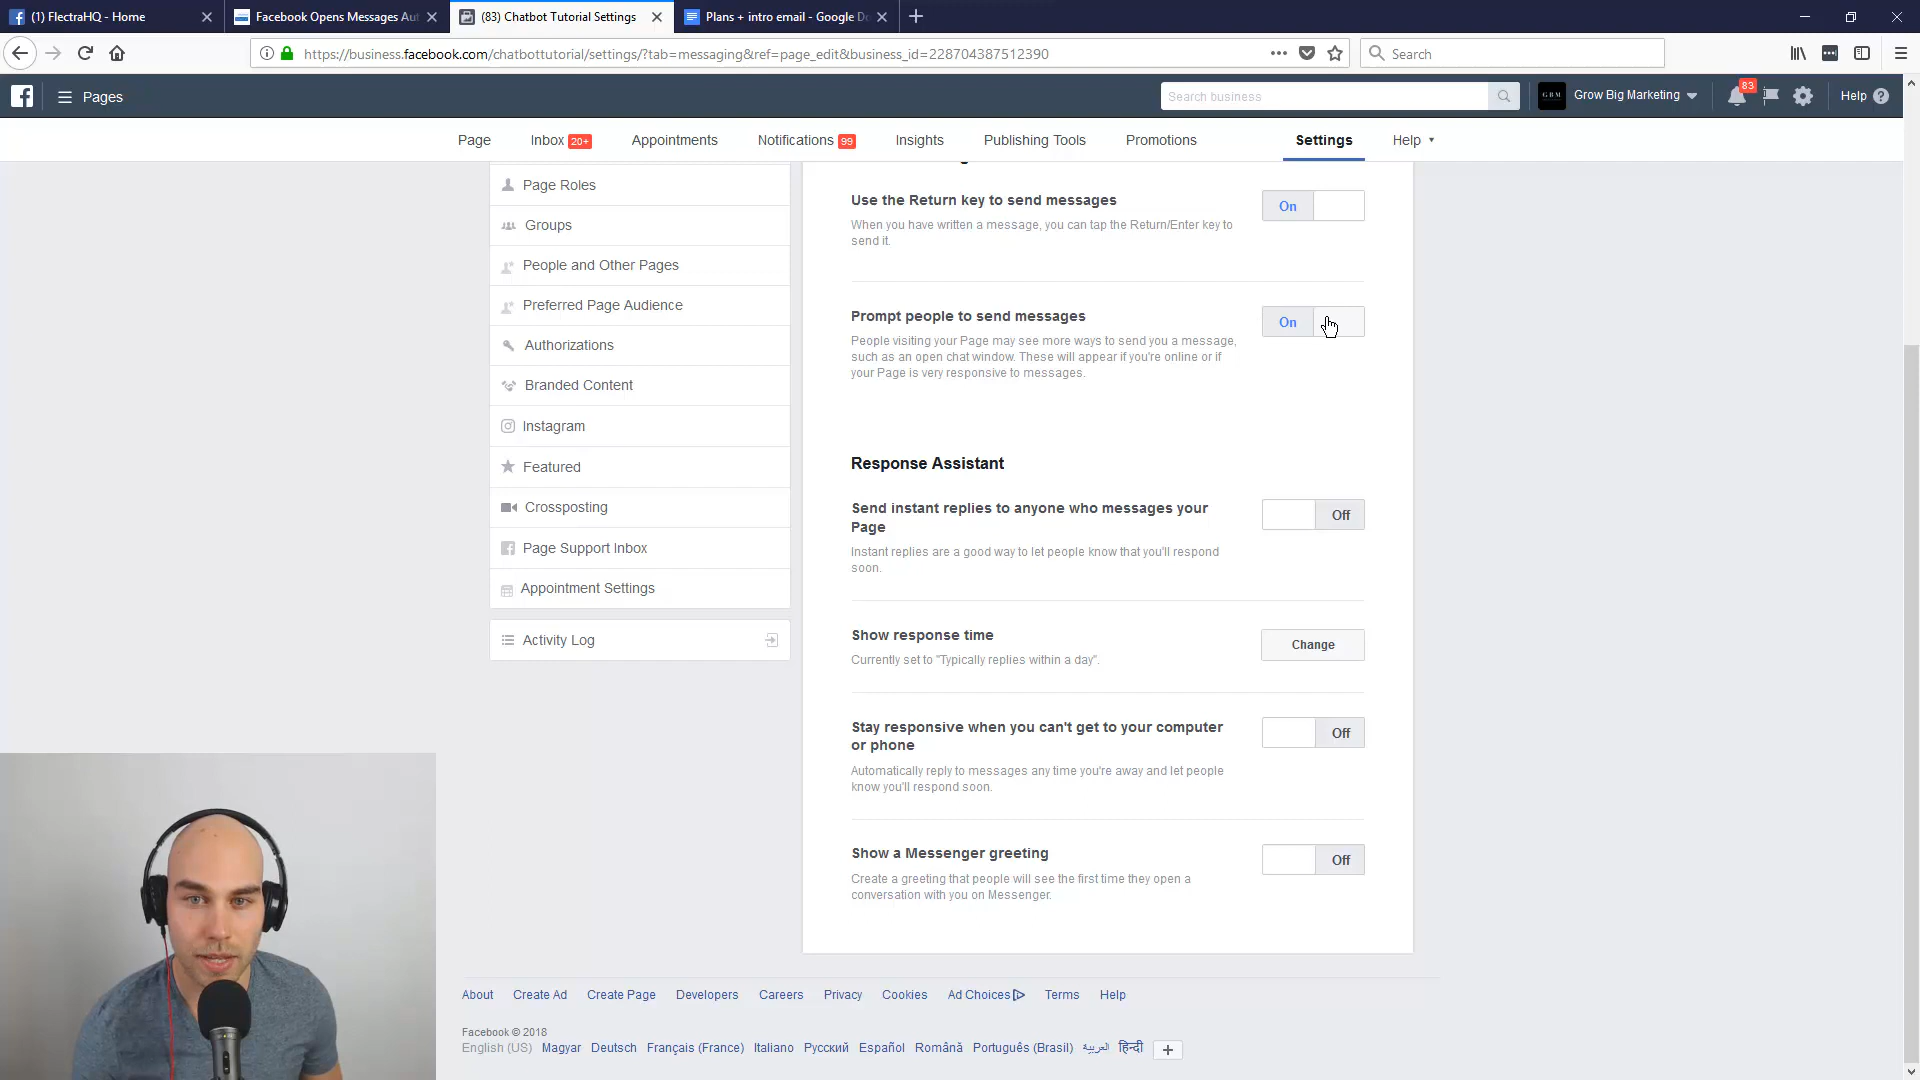 (1) FlectraHQ - Home
Facebook Opens Messages Au
(83) Chatbot Tutorial Settings
Plans + intro email - Google Do
https://business.facebook.com/chatbottutorial/settings/?tab=messaging&ref=page_edit&business_id=228704387512390
Search
Pages
Search business
GBM
Grow Big Marketing
83
Help
Page
Inbox 20+
Appointments
Notifications 99
Insights
Publishing Tools
Promotions
Settings
Help
Page Roles
Groups
People and Other Pages
Preferred Page Audience
Authorizations
Branded Content
Instagram
Featured
Crossposting
Page Support Inbox
Appointment Settings
Activity Log
Use the Return key to send messages
On
When you have written a message, you can tap the Return/Enter key to
send it.
Prompt people to send messages
On
People visiting your Page may see more ways to send you a message,
such as an open chat window. These will appear if you're online or if
your Page is very responsive to messages.
Response Assistant
Send instant replies to anyone who messages your
Page
Off
Instant replies are a good way to let people know that you'll respond
soon.
Show response time
Change
Currently set to "Typically replies within a day".
Stay responsive when you can't get to your computer
or phone
Off
Automatically reply to messages any time you're away and let people
know you'll respond soon.
Show a Messenger greeting
Off
Create a greeting that people will see the first time they open a
conversation with you on Messenger.
About Create Ad Create Page Developers Careers Privacy Cookies Ad Choices Terms Help
Facebook © 2018
English (US) Magyar Deutsch Français (France) Italiano Русский Español Română Português (Brasil) العربية हिन्दी